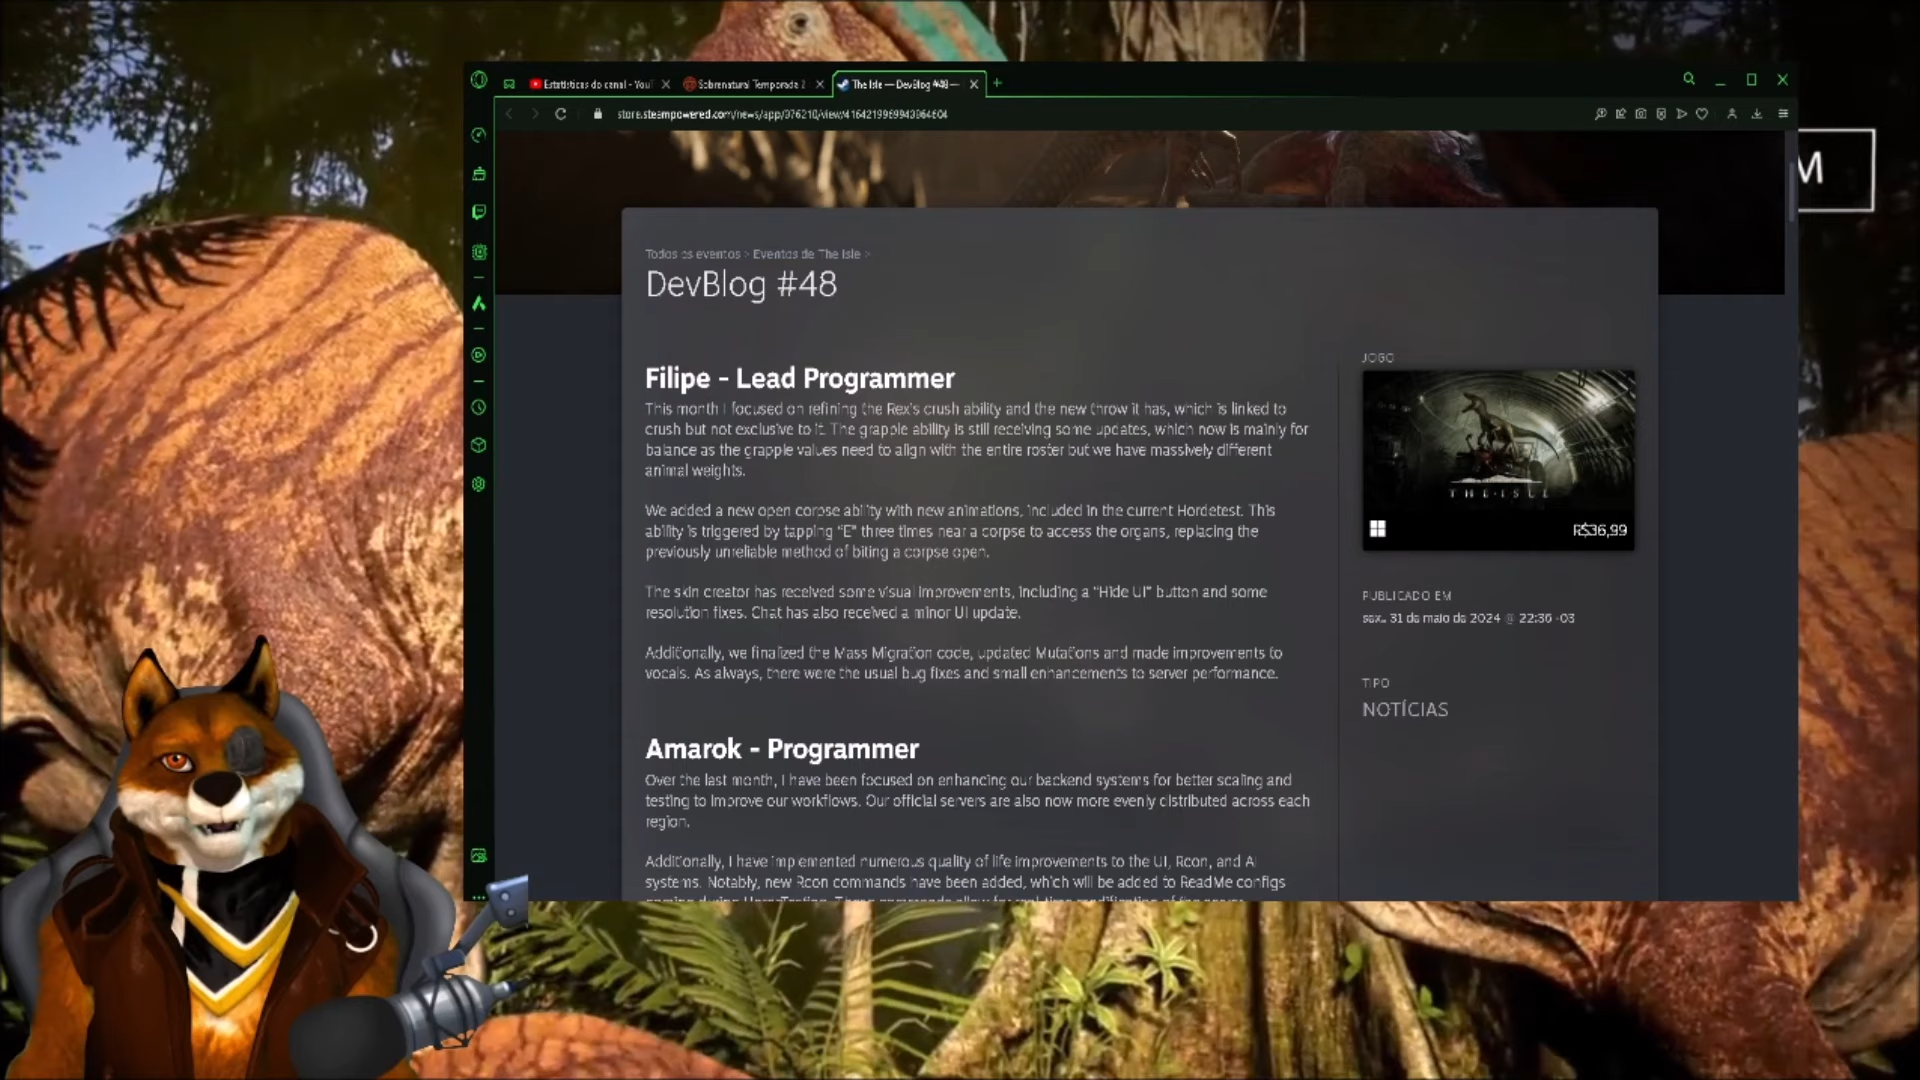 Estatísticas do canal - You
Sobrenatural Temporada 2
The Isle — DevBlog #48 —
store.steampowered.com/news/app/376210/view/4164219969940064604
M
Todos os eventos > Eventos de The Isle >
DevBlog #48
Filipe - Lead Programmer
This month I focused on refining the Rex's crush ability and the new throw it has, which is linked to
crush but not exclusive to it. The grapple ability is still receiving some updates, which now is mainly for
balance as the grapple values need to align with the entire roster but we have massively different
animal weights.
We added a new open corpse ability with new animations, included in the current Hordetest. This
ability is triggered by tapping "E" three times near a corpse to access the organs, replacing the
previously unreliable method of biting a corpse open.
The skin creator has received some visual improvements, including a "Hide UI" button and some
resolution fixes. Chat has also received a minor UI update.
Additionally, we finalized the Mass Migration code, updated Mutations and made improvements to
vocals. As always, there were the usual bug fixes and small enhancements to server performance.
Amarok - Programmer
Over the last month, I have been focused on enhancing our backend systems for better scaling and
testing to improve our workflows. Our official servers are also now more evenly distributed across each
region.
Additionally, I have implemented numerous quality of life improvements to the UI, Rcon, and AI
systems. Notably, new Rcon commands have been added, which will be added to ReadMe configs
JOGO
THE ISLE
R$36,99
PUBLICADO EM
sex., 31 de maio de 2024 @ 22:36 -03
TIPO
NOTÍCIAS